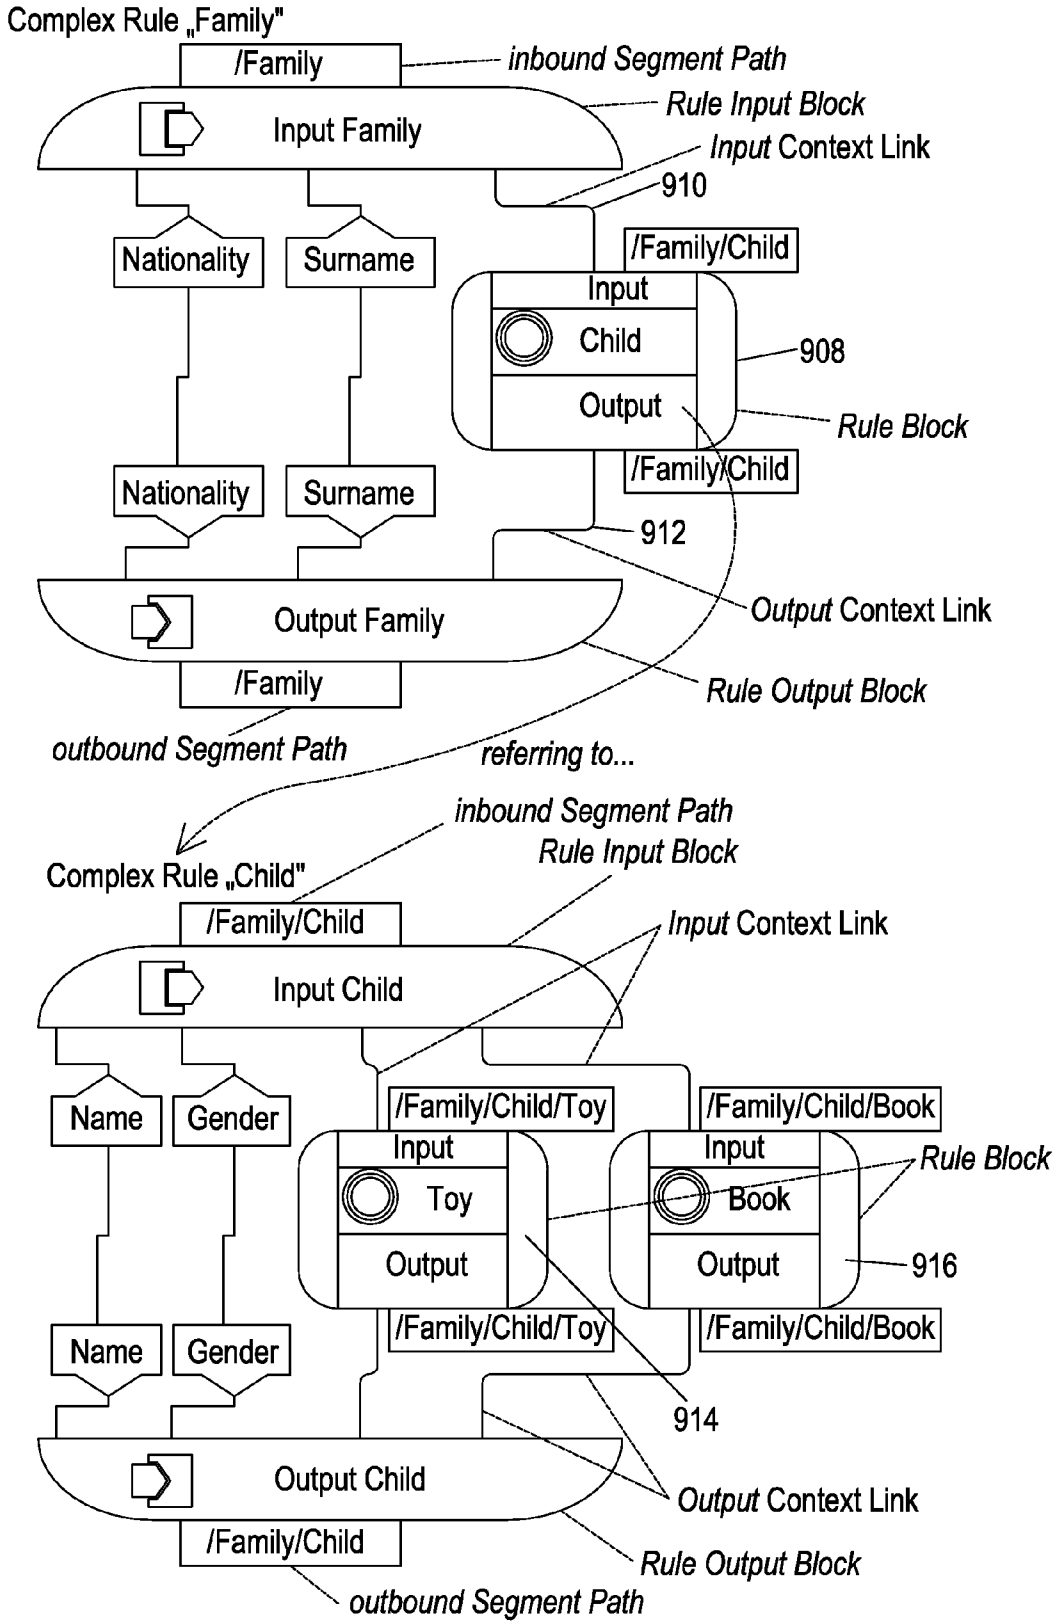 Complex Rule „Family"
/Family
inbound Segment Path
Rule Input Block
Input Family
Input Context Link
910
/Family/Child
Nationality
Surname
Input
Child
908
Output
Rule Block
/Family/Child
Nationality
Surname
912
Output Context Link
Output Family
/Family
Rule Output Block
outbound Segment Path
referring to...
inbound Segment Path
Rule Input Block
Complex Rule „Child"
/Family/Child
Input Context Link
Input Child
/Family/Child/Toy
/Family/Child/Book
Name
Gender
Input
Input
Rule Block
Toy
Book
Output
Output
916
/Family/Child/Toy
/Family/Child/Book
Name
Gender
914
Output Child
Output Context Link
/Family/Child
Rule Output Block
outbound Segment Path